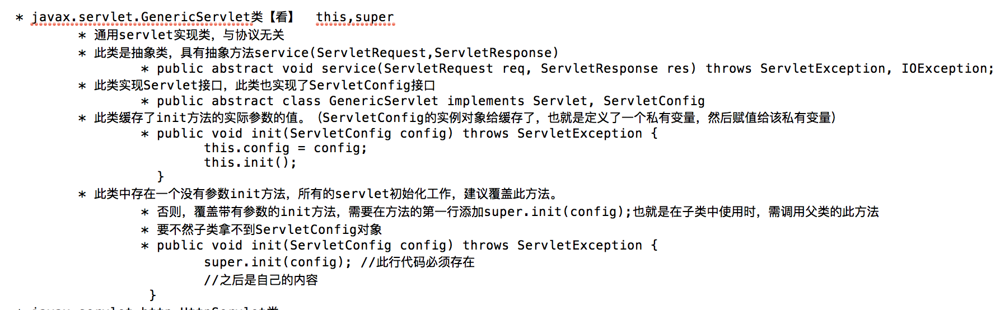 * javax.servlet.GenericServlet类【看】 this,super
* 通用servlet实现类，与协议无关
* 此类是抽象类，具有抽象方法service(ServletRequest,ServletResponse)
* public abstract void service(ServletRequest req, ServletResponse res) throws ServletException, IOException;
* 此类实现Servlet接口，此类也实现了ServletConfig接口
* public abstract class GenericServlet implements Servlet, ServletConfig
* 此类缓存了init方法的实际参数的值。（ServletConfig的实例对象给缓存了，也就是定义了一个私有变量，然后赋值给该私有变量）
* public void init(ServletConfig config) throws ServletException {
this.config = config;
this.init();
}
* 此类中存在一个没有参数init方法，所有的servlet初始化工作，建议覆盖此方法。
* 否则，覆盖带有参数的init方法，需要在方法的第一行添加super.init(config);也就是在子类中使用时，需调用父类的此方法
* 要不然子类拿不到ServletConfig对象
* public void init(ServletConfig config) throws ServletException {
super.init(config); //此行代码必须存在
//之后是自己的内容
}
* javax.servlet.http.HttpServlet类